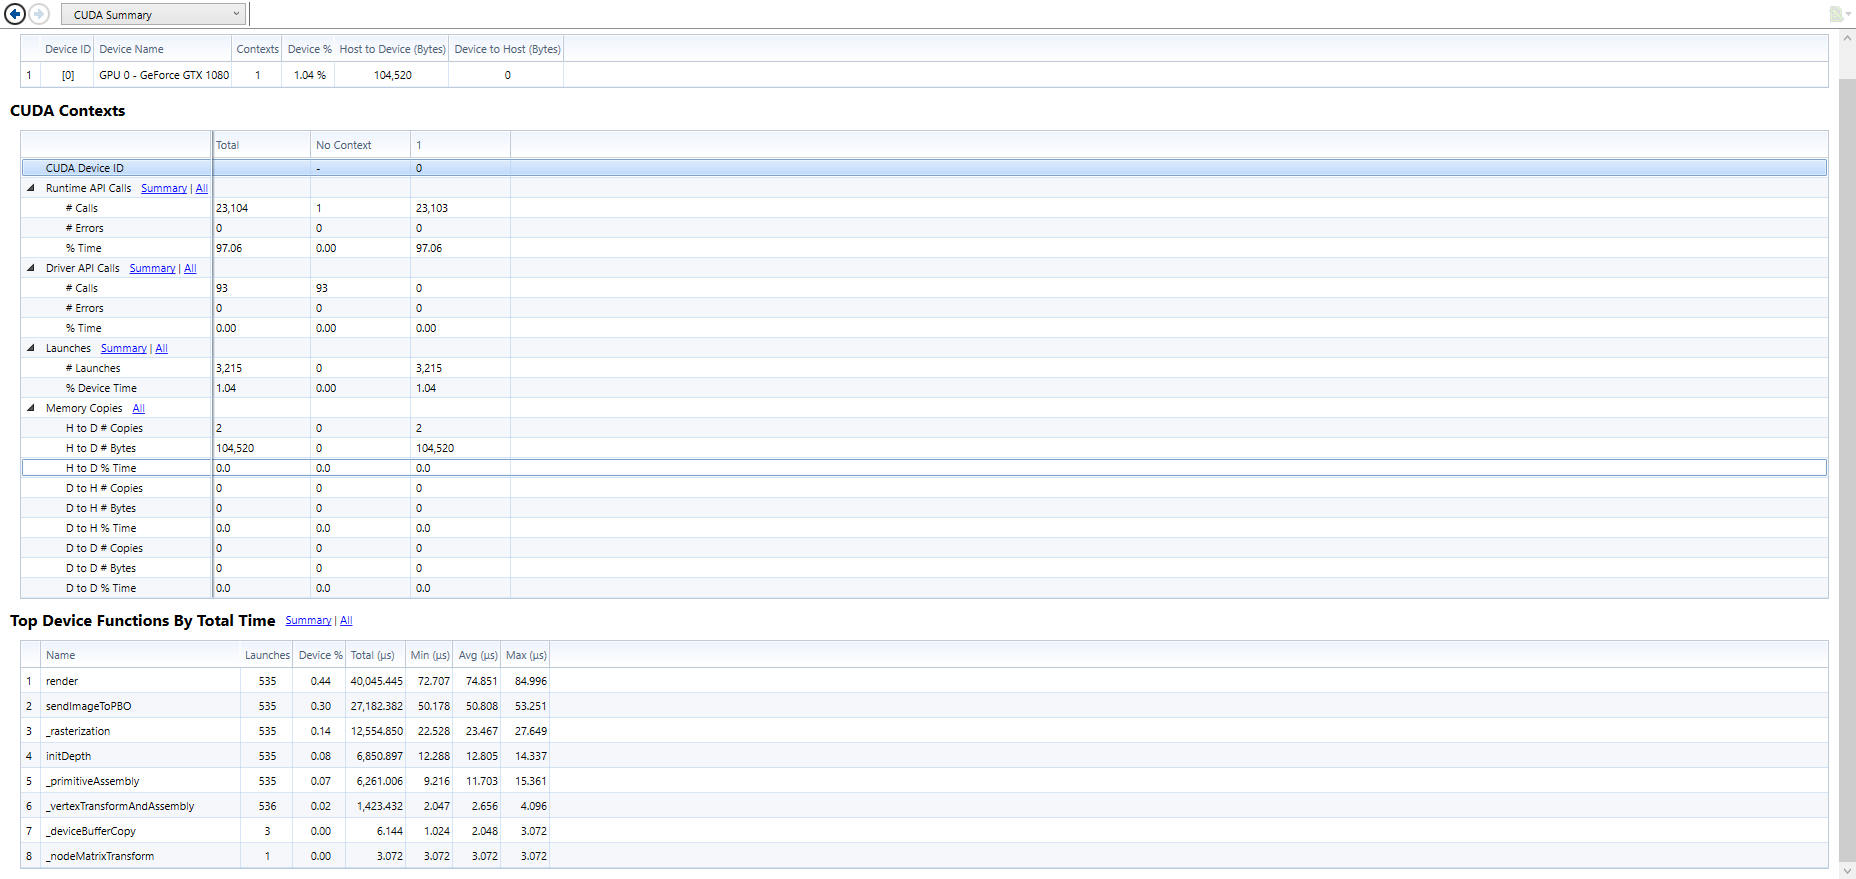 CUDA Summary
Device ID Device Name Contexts Device % Host to Device (Bytes) Device to Host (Bytes)
1 [0] GPU 0 - GeForce GTX 1080 1 1.04 % 104,520 0
CUDA Contexts
Total No Context 1
CUDA Device ID - 0
Runtime API Calls Summary | All
# Calls 23,104 1 23,103
# Errors 0 0 0
% Time 97.06 0.00 97.06
Driver API Calls Summary | All
# Calls 93 93 0
# Errors 0 0 0
% Time 0.00 0.00 0.00
Launches Summary | All
# Launches 3,215 0 3,215
% Device Time 1.04 0.00 1.04
Memory Copies All
H to D # Copies 2 0 2
H to D # Bytes 104,520 0 104,520
H to D % Time 0.0 0.0 0.0
D to H # Copies 0 0 0
D to H # Bytes 0 0 0
D to H % Time 0.0 0.0 0.0
D to D # Copies 0 0 0
D to D # Bytes 0 0 0
D to D % Time 0.0 0.0 0.0
Top Device Functions By Total Time Summary | All
Name Launches Device % Total (µs) Min (µs) Avg (µs) Max (µs)
1 render 535 0.44 40,045.445 72.707 74.851 84.996
2 sendImageToPBO 535 0.30 27,182.382 50.178 50.808 53.251
3 _rasterization 535 0.14 12,554.850 22.528 23.467 27.649
4 initDepth 535 0.08 6,850.897 12.288 12.805 14.337
5 _primitiveAssembly 535 0.07 6,261.006 9.216 11.703 15.361
6 _vertexTransformAndAssembly 536 0.02 1,423.432 2.047 2.656 4.096
7 _deviceBufferCopy 3 0.00 6.144 1.024 2.048 3.072
8 _nodeMatrixTransform 1 0.00 3.072 3.072 3.072 3.072